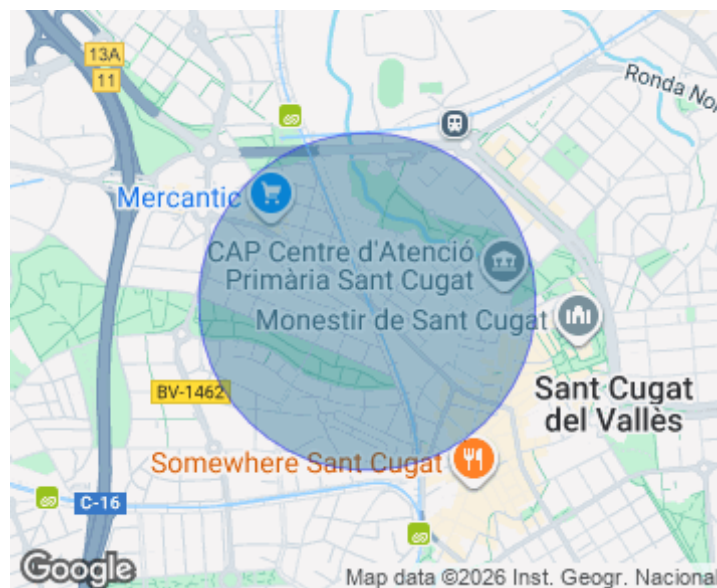 13A
11
Ronda Nor
Mercantic
CAP Centre d'Atenció
Primària Sant Cugat
Monestir de Sant Cugat
Sant Cugat
del Vallès
BV-1462
Somewhere Sant Cugat
C-16
Google
Map data ©2026 Inst. Geogr. Nacional